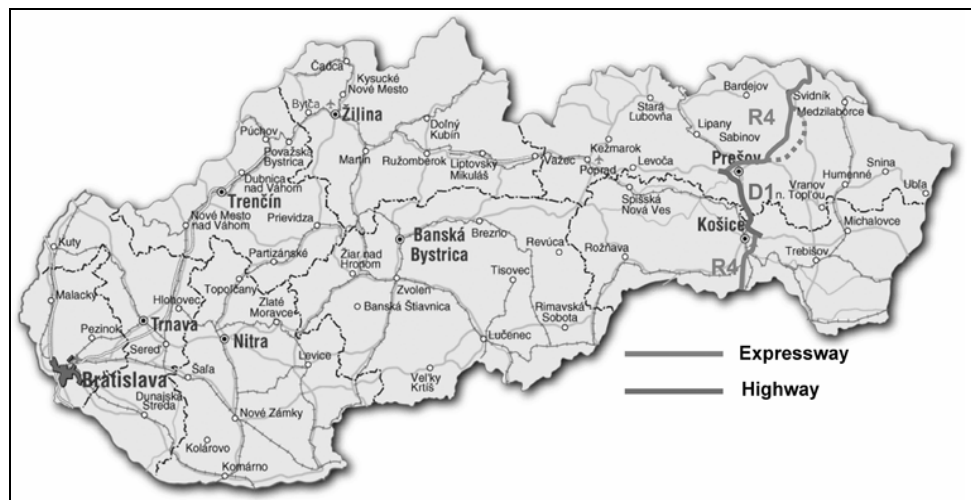 Čadca
Kysucké
Nové Mesto
Bytča
Žilina
Púchov
Považská
Bystrica
Dolný
Kubín
Martin
Ružomberok
Liptovský
Mikuláš
Važec
Stará
Ľubovna
Bardejov
Svidník
Medzilaborce
R4
Lipany
Sabinov
Kežmarok
Poprad
Levoča
Prešov
Dubnica
nad Váhom
Trenčín
Nové Mesto
nad Váhom
Prievidza
Spišská
Nová Ves
D1
Vranov
n. Topľou
Humenné
Snina
Ubľa
Michalovce
Košice
Trebišov
R4
Kuty
Malacky
Pezinok
Partizánské
Topoľčany
Žiar nad
Hronom
Banská
Bystrica
Brezno
Revúca
Rožňava
Tisovec
Zvolen
Banská Štiavnica
Rimavská
Sobota
Hlohovec
Zlaté
Moravce
Trnava
Nitra
Sereď
Levice
Lučenec
Veľký
Krtíš
Bratislava
Šaľa
Dunajská
Streda
Nové Zámky
Kolárovo
Komárno
Expressway
Highway